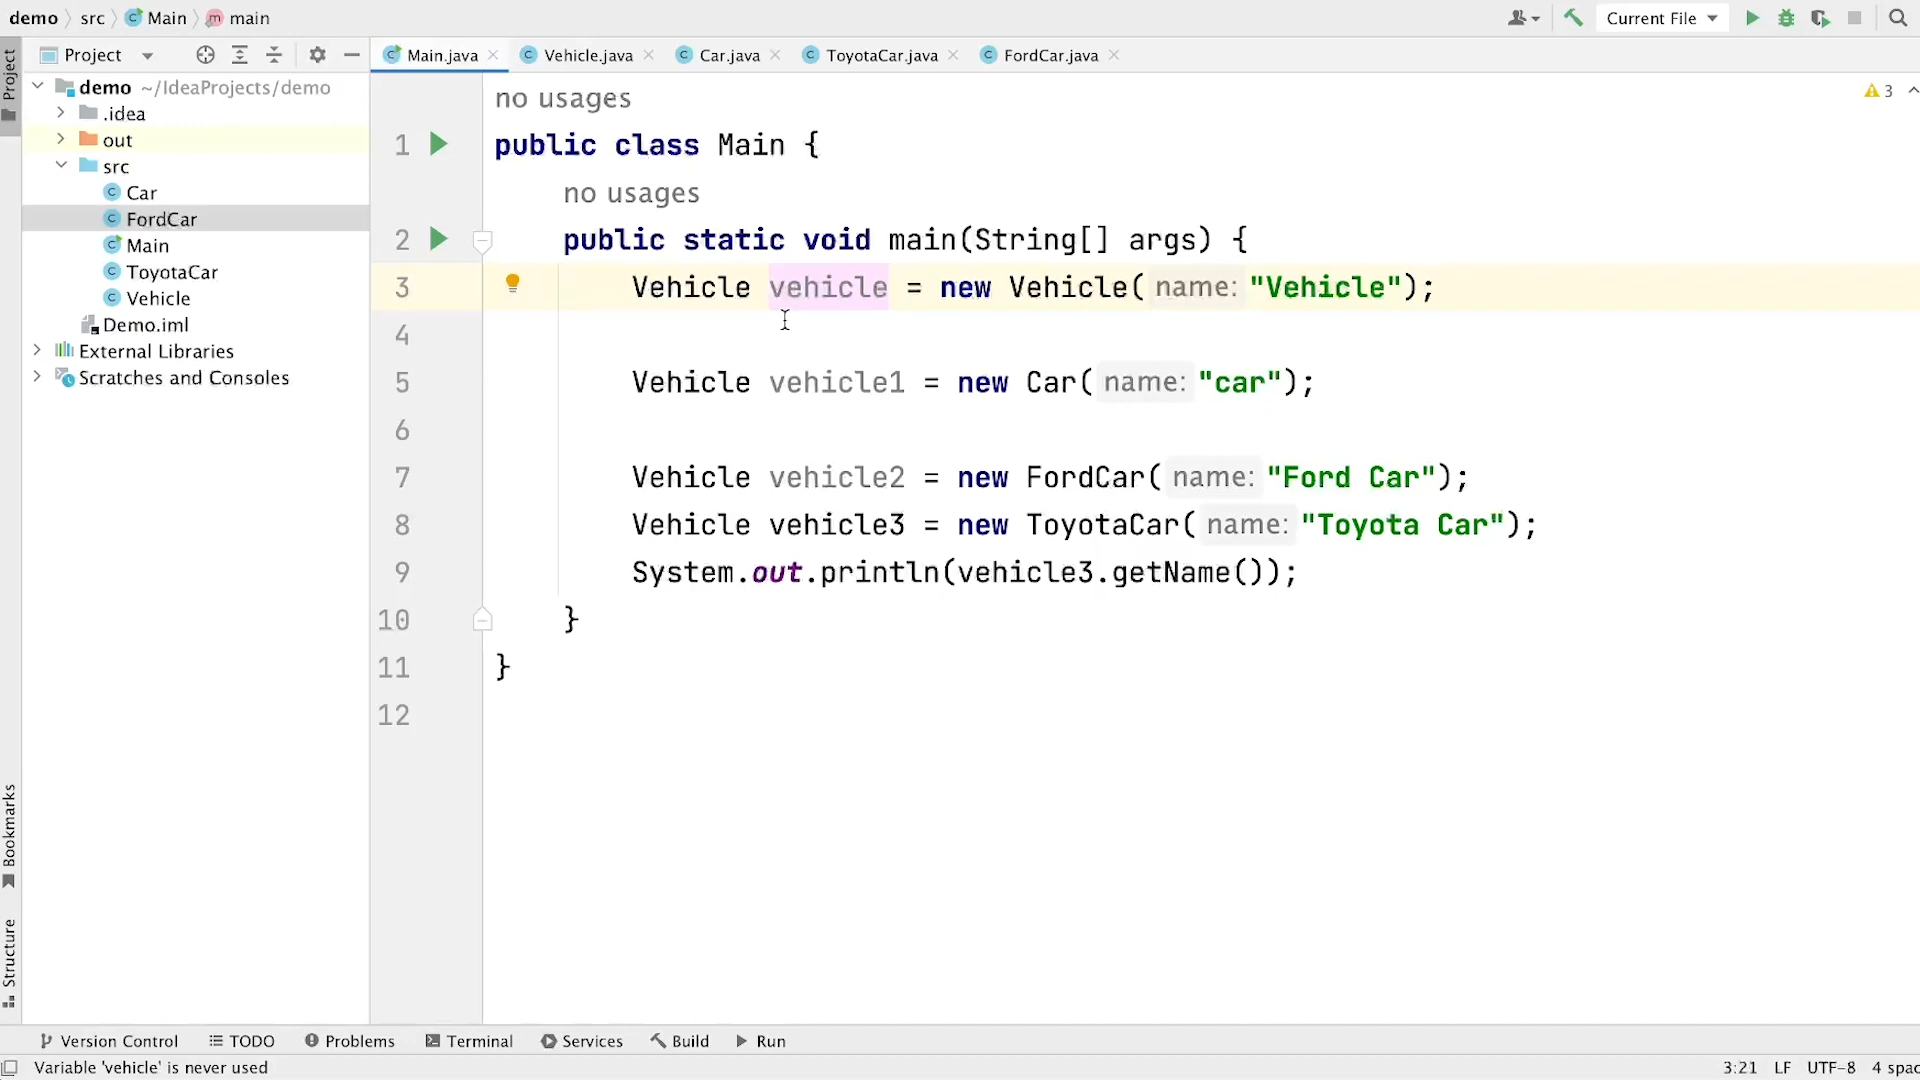 demo src Main main
Current File
Project
Project
Main.java Vehicle.java Car.java ToyotaCar.java FordCar.java
demo ~/IdeaProjects/demo
.idea
out
src
Car
FordCar
Main
ToyotaCar
Vehicle
Demo.iml
External Libraries
Scratches and Consoles
3
no usages
1 public class Main {
no usages
2 public static void main(String[] args) {
3 Vehicle vehicle = new Vehicle( name: "Vehicle");
4
5 Vehicle vehicle1 = new Car( name: "car");
6
7 Vehicle vehicle2 = new FordCar( name: "Ford Car");
8 Vehicle vehicle3 = new ToyotaCar( name: "Toyota Car");
9 System.out.println(vehicle3.getName());
10 }
11 }
12
Bookmarks
Structure
Version Control TODO Problems Terminal Services Build Run
Variable 'vehicle' is never used
3:21 LF UTF-8 4 spac